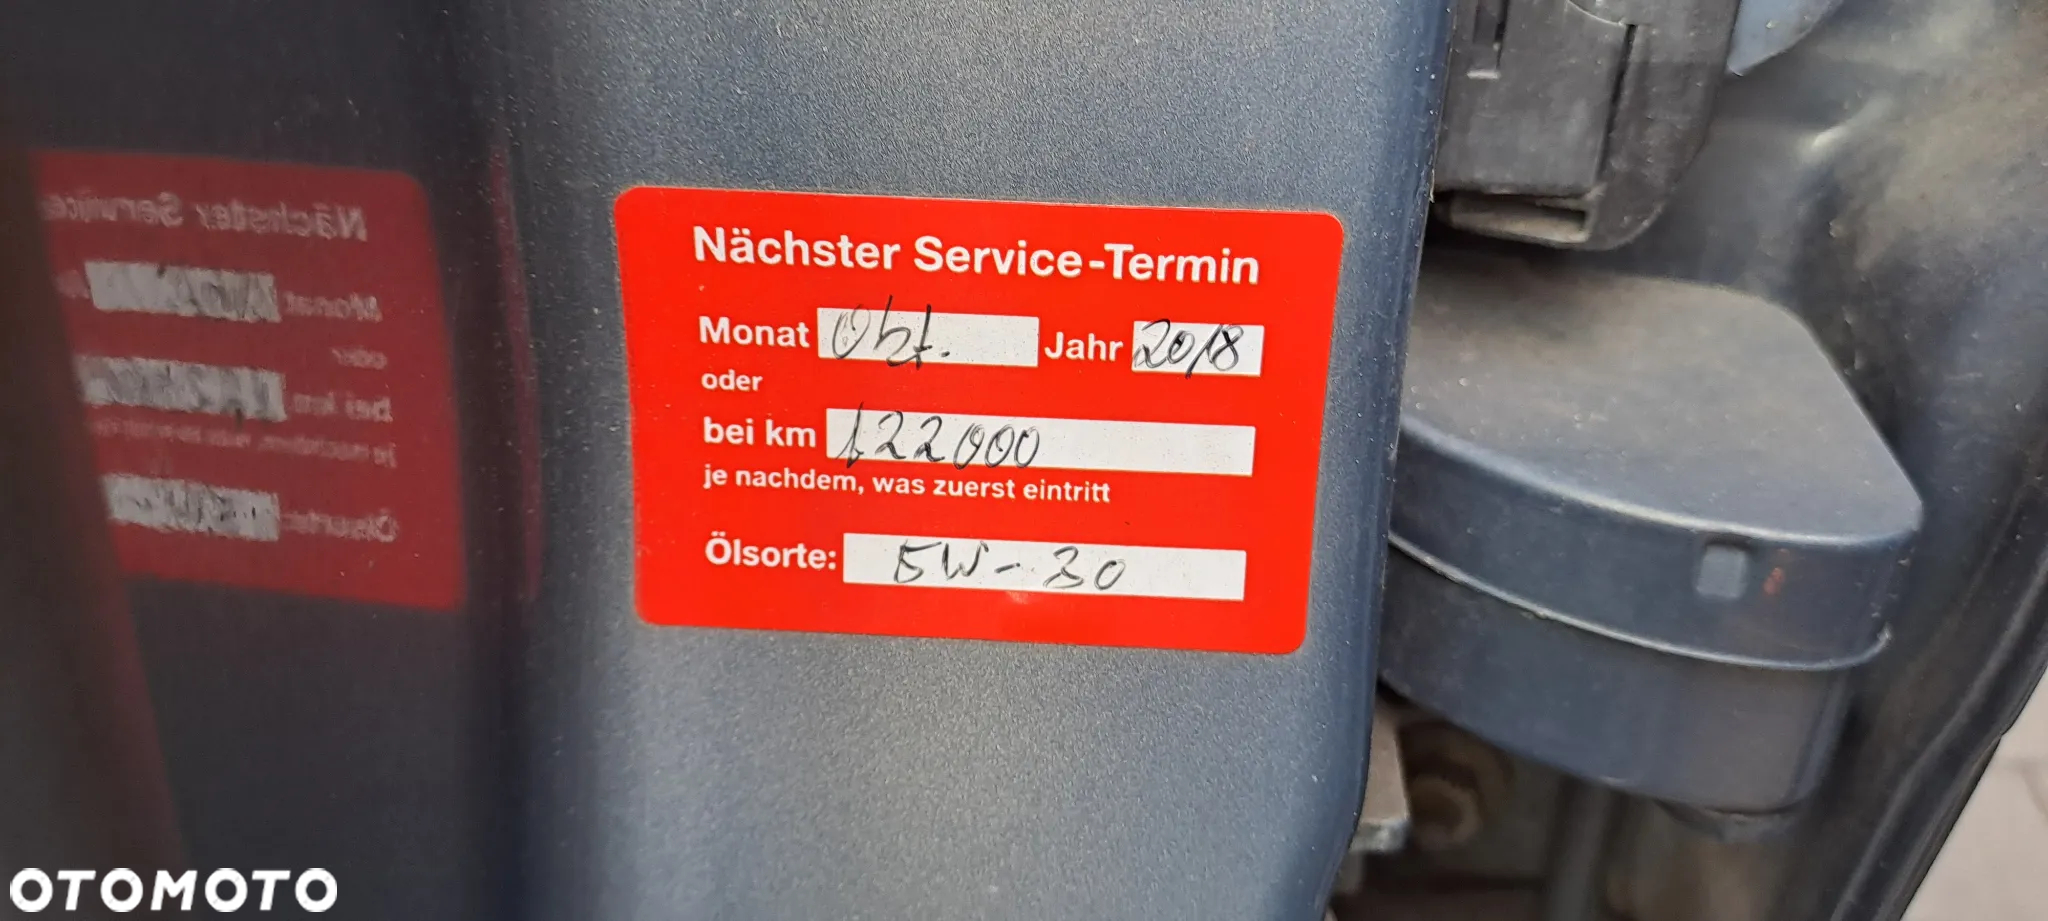 Nächster Service-Termin
Monat Okt. Jahr 2018
oder
bei km 122000
je nachdem, was zuerst eintritt
Ölsorte: 5W-30
OTOMOTO